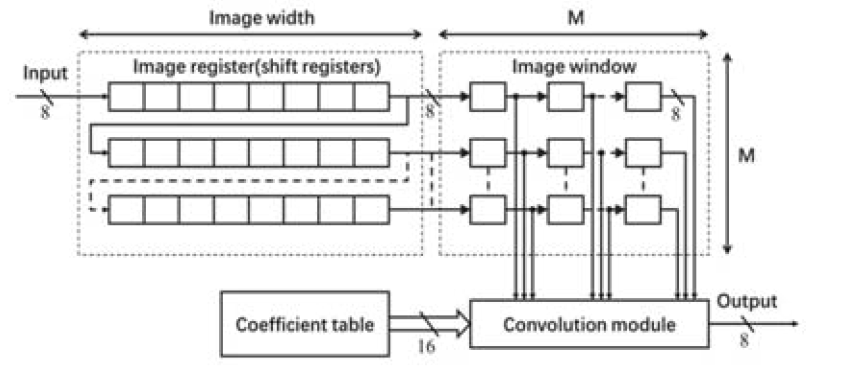 Image width
M
Input
Image register(shift registers)
Image window
8
8
8
M
Coefficient table
16
Convolution module
Output
8